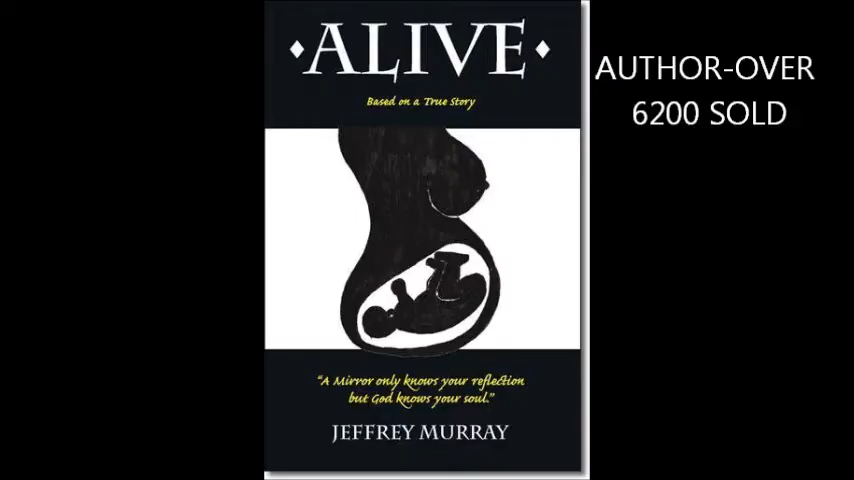 ALIVE
Based on a True Story
"A Mirror only knows your reflection
but God knows your soul."
JEFFREY MURRAY
AUTHOR-OVER
6200 SOLD